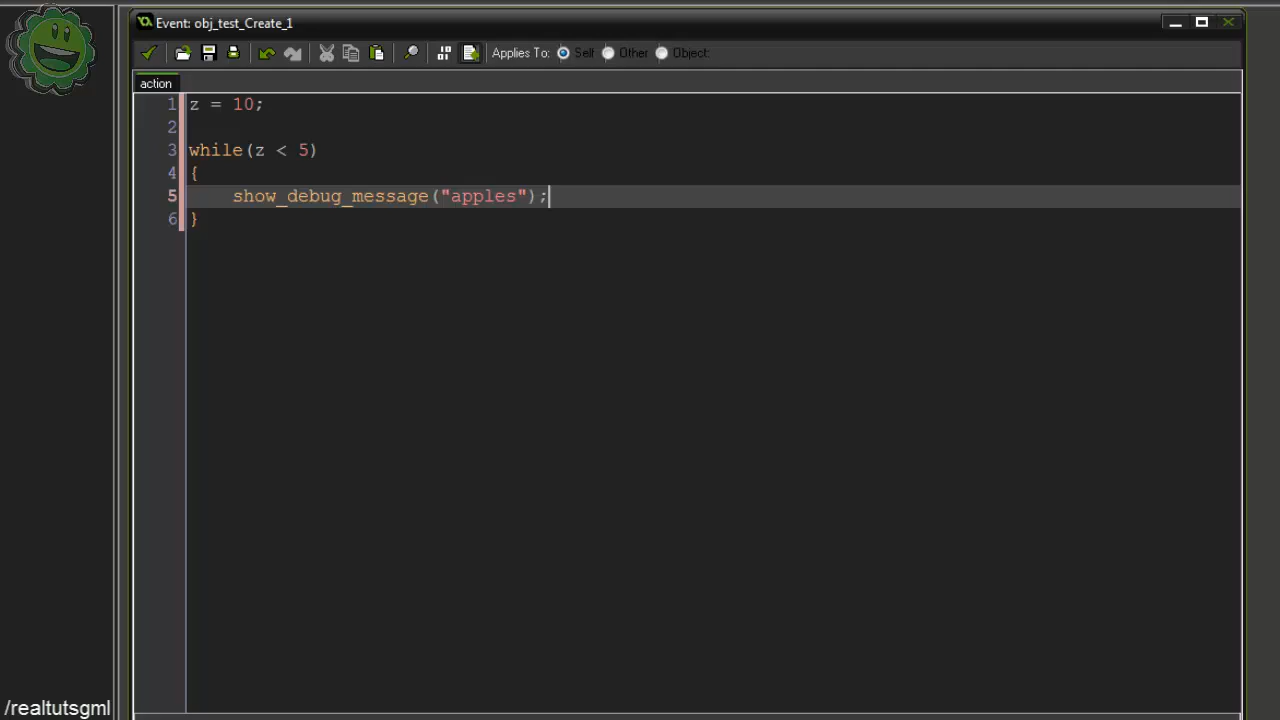 Event: obj_test_Create_1
Applies To: Self Other Object:
action
1 z = 10;
2
3 while(z < 5)
4 {
5 show_debug_message("apples");
6 }
/realtutsgml